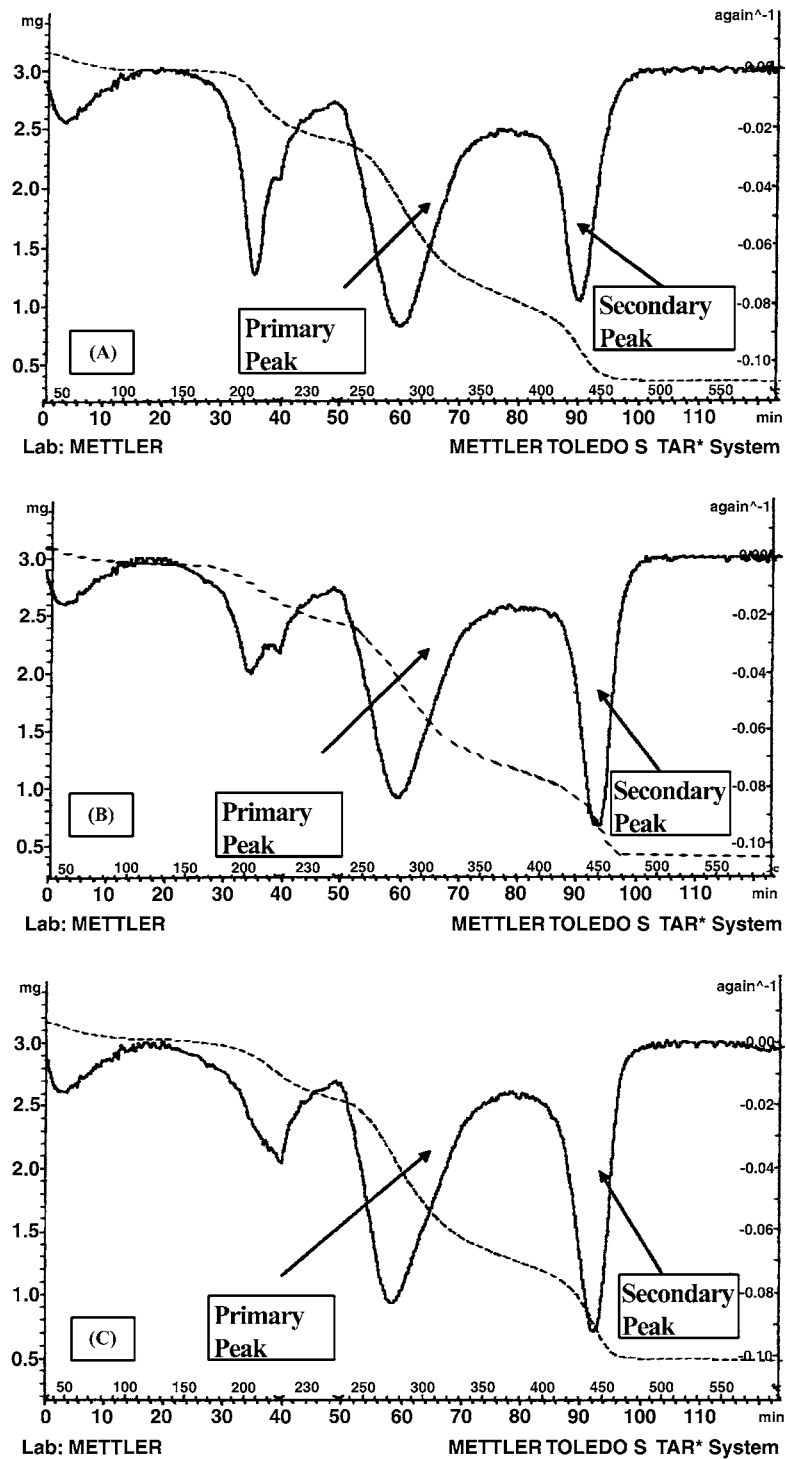 mg
again^-1
3.0
2.5
-0.02
2.0
-0.04
1.5
-0.06
Primary
Peak
Secondary
Peak
1.0
-0.08
(A)
0.5
-0.10
50 100 150 200 230 250 300 350 400 450 500 550
0 10 20 30 40 50 60 70 80 90 100 110 min
Lab: METTLER METTLER TOLEDO S TAR* System
mg
again^-1
3.0
0.00
2.5
-0.02
2.0
-0.04
1.5
-0.06
Primary
Peak
Secondary
Peak
1.0
-0.08
(B)
0.5
-0.10
50 100 150 200 230 250 300 350 400 450 500 550
0 10 20 30 40 50 60 70 80 90 100 110 min
Lab: METTLER METTLER TOLEDO S TAR* System
mg
again^-1
3.0
0.00
2.5
-0.02
2.0
-0.04
1.5
-0.06
Primary
Peak
Secondary
Peak
1.0
-0.08
(C)
0.5
-0.10
50 100 150 200 230 250 300 350 400 450 500 550
0 10 20 30 40 50 60 70 80 90 100 110 min
Lab: METTLER METTLER TOLEDO S TAR* System